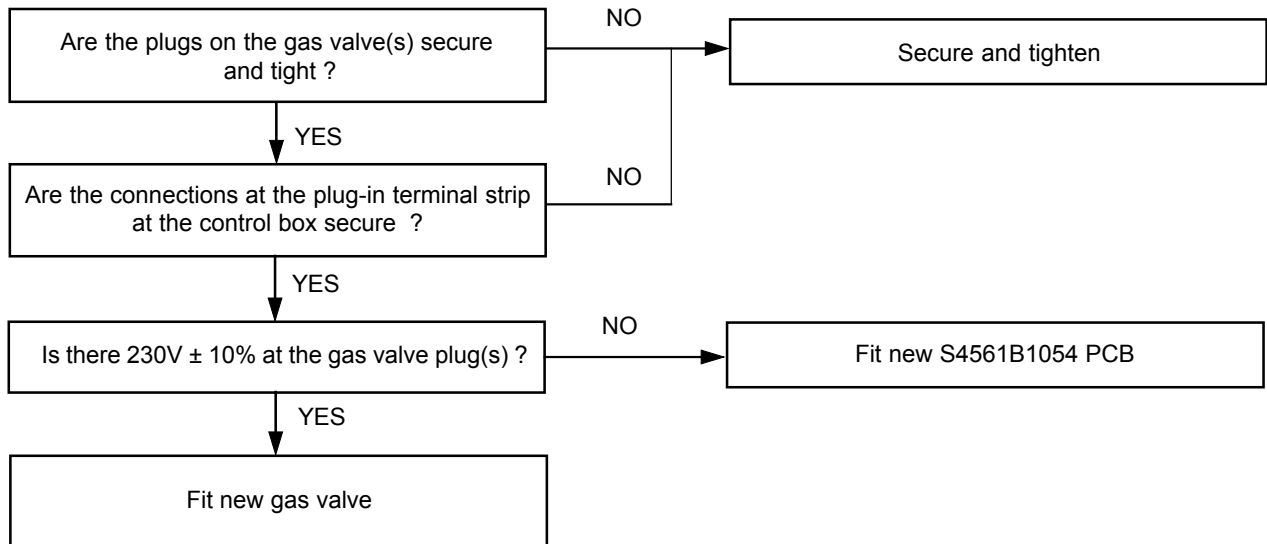 Are the plugs on the gas valve(s) secure
and tight ?
NO
Secure and tighten
YES
Are the connections at the plug-in terminal strip
at the control box secure ?
NO
YES
Is there 230V ± 10% at the gas valve plug(s) ?
NO
Fit new S4561B1054 PCB
YES
Fit new gas valve